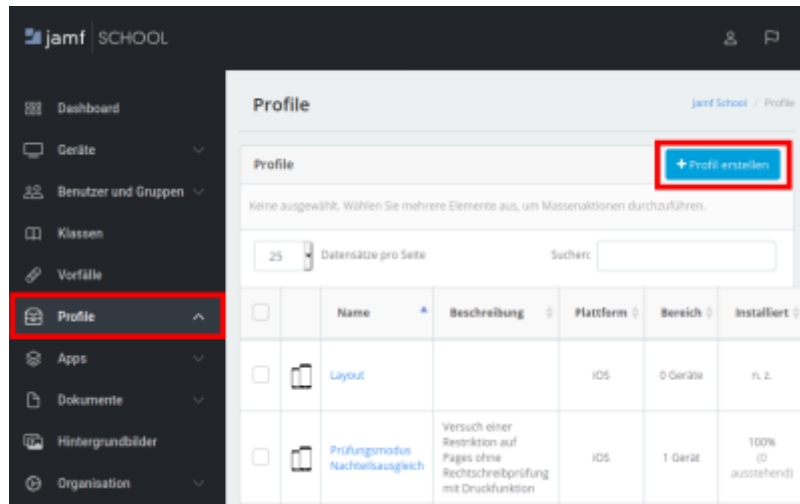 jamf SCHOOL
Dashboard
Geräte
Benutzer und Gruppen
Klassen
Vorfälle
Profile
Apps
Dokumente
Hintergrundbilder
Organisation
Profile
Jamf School / Profile
Profile
+ Profil erstellen
Keine ausgewählt. Wählen Sie mehrere Elemente aus, um Massenaktionen durchzuführen.
25 Datensätze pro Seite Suchen:
Name Beschreibung Plattform Bereich Installiert
Layout iOS 0 Geräte n. z.
Prüfungsmodus
Nachteilsausgleich
Versuch einer
Restriktion auf
Pages ohne
Rechtschreibprüfung
mit Druckfunktion
iOS
1 Gerät
100%
(0
ausstehend)